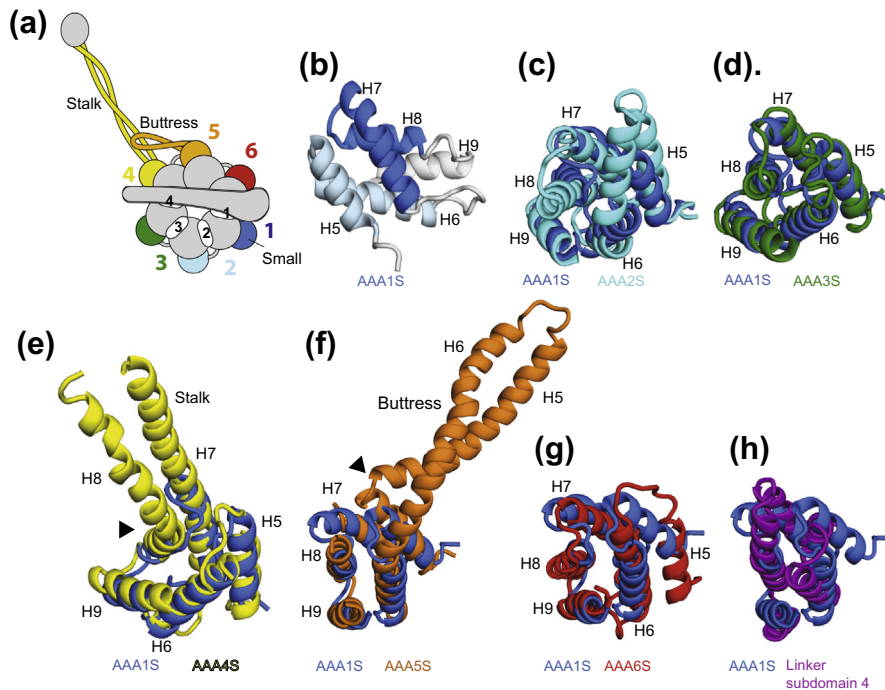 (a)
Stalk
Buttress
5
6
4
4
1
3
2
1
3
Small
2
(b)
H7
H8
H9
H5
H6
AAA1S
(c)
H7
H5
H8
H9
H6
AAA1S AAA2S
(d).
H7
H5
H8
H6
H9
AAA1S AAA3S
(e)
Stalk
H7
H8
H5
H9
H6
AAA1S AAA4S
(f)
H6
Buttress
H5
H7
H8
H9
AAA1S AAA5S
(g)
H7
H5
H8
H9
H6
AAA1S AAA6S
(h)
AAA1S Linker
subdomain 4